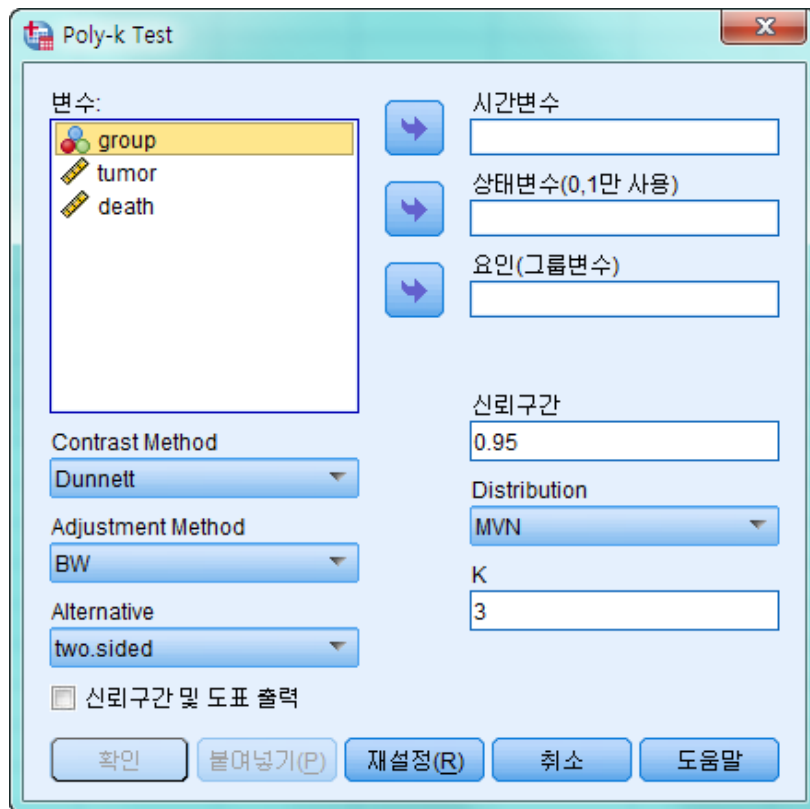 Poly-k Test
변수:
group
tumor
death
시간변수
상태변수(0,1만 사용)
요인(그룹변수)
Contrast Method
Dunnett
Adjustment Method
BW
Alternative
two.sided
신뢰구간
0.95
Distribution
MVN
K
3
신뢰구간 및 도표 출력
확인 붙여넣기(P) 재설정(R) 취소 도움말